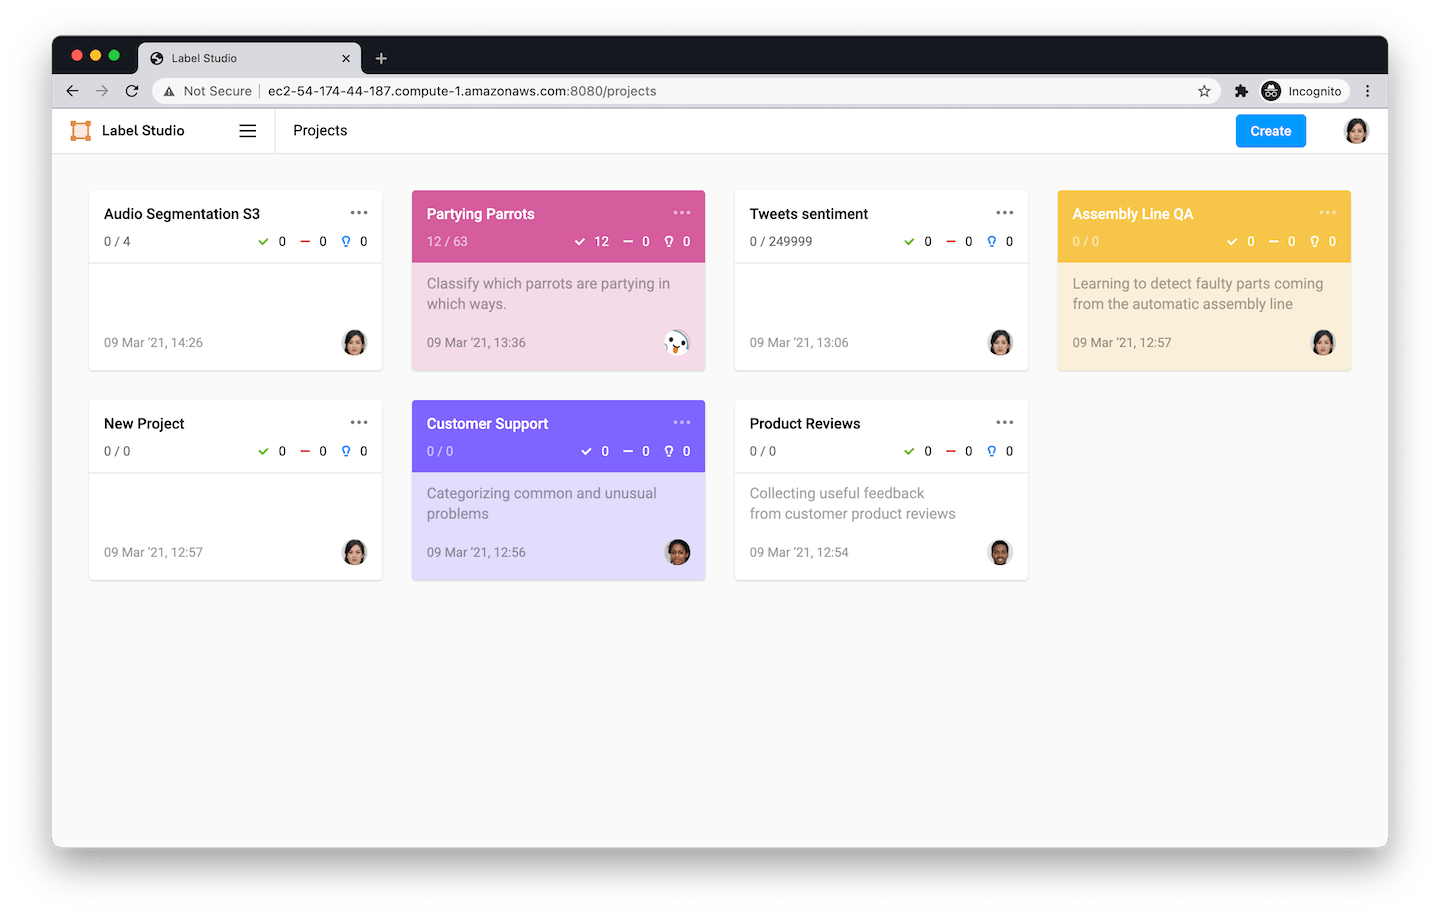 Label Studio
Not Secure ec2-54-174-44-187.compute-1.amazonaws.com:8080/projects
Incognito
Label Studio
Projects
Create
Audio Segmentation S3
0 / 4 0 0 0
09 Mar ’21, 14:26
Partying Parrots
12 / 63 12 0 0
Classify which parrots are partying in
which ways.
09 Mar ’21, 13:36
Tweets sentiment
0 / 249999 0 0 0
09 Mar ’21, 13:06
Assembly Line QA
0 / 0 0 0 0
Learning to detect faulty parts coming
from the automatic assembly line
09 Mar ’21, 12:57
New Project
0 / 0 0 0 0
09 Mar ’21, 12:57
Customer Support
0 / 0 0 0 0
Categorizing common and unusual
problems
09 Mar ’21, 12:56
Product Reviews
0 / 0 0 0 0
Collecting useful feedback
from customer product reviews
09 Mar ’21, 12:54